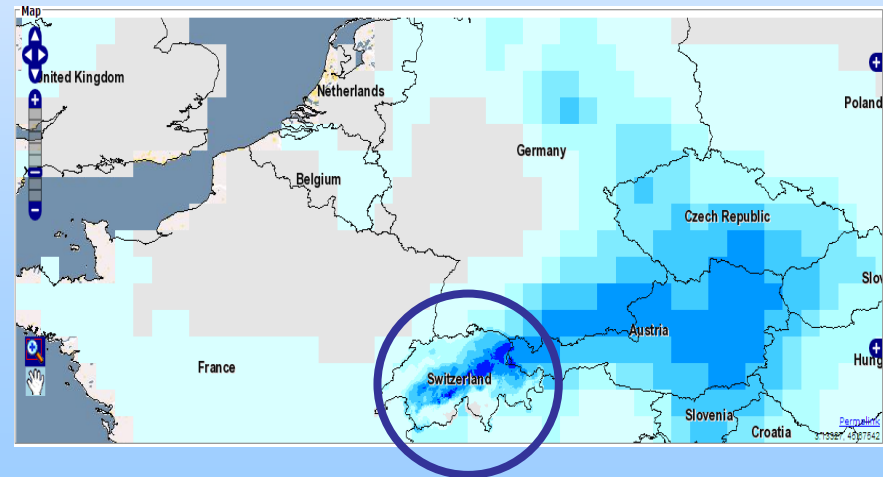 Map
United Kingdom
Netherlands
Poland
Germany
Belgium
Czech Republic
Slov
Austria
France
Switzerland
Hung
Slovenia
Croatia
Permalink